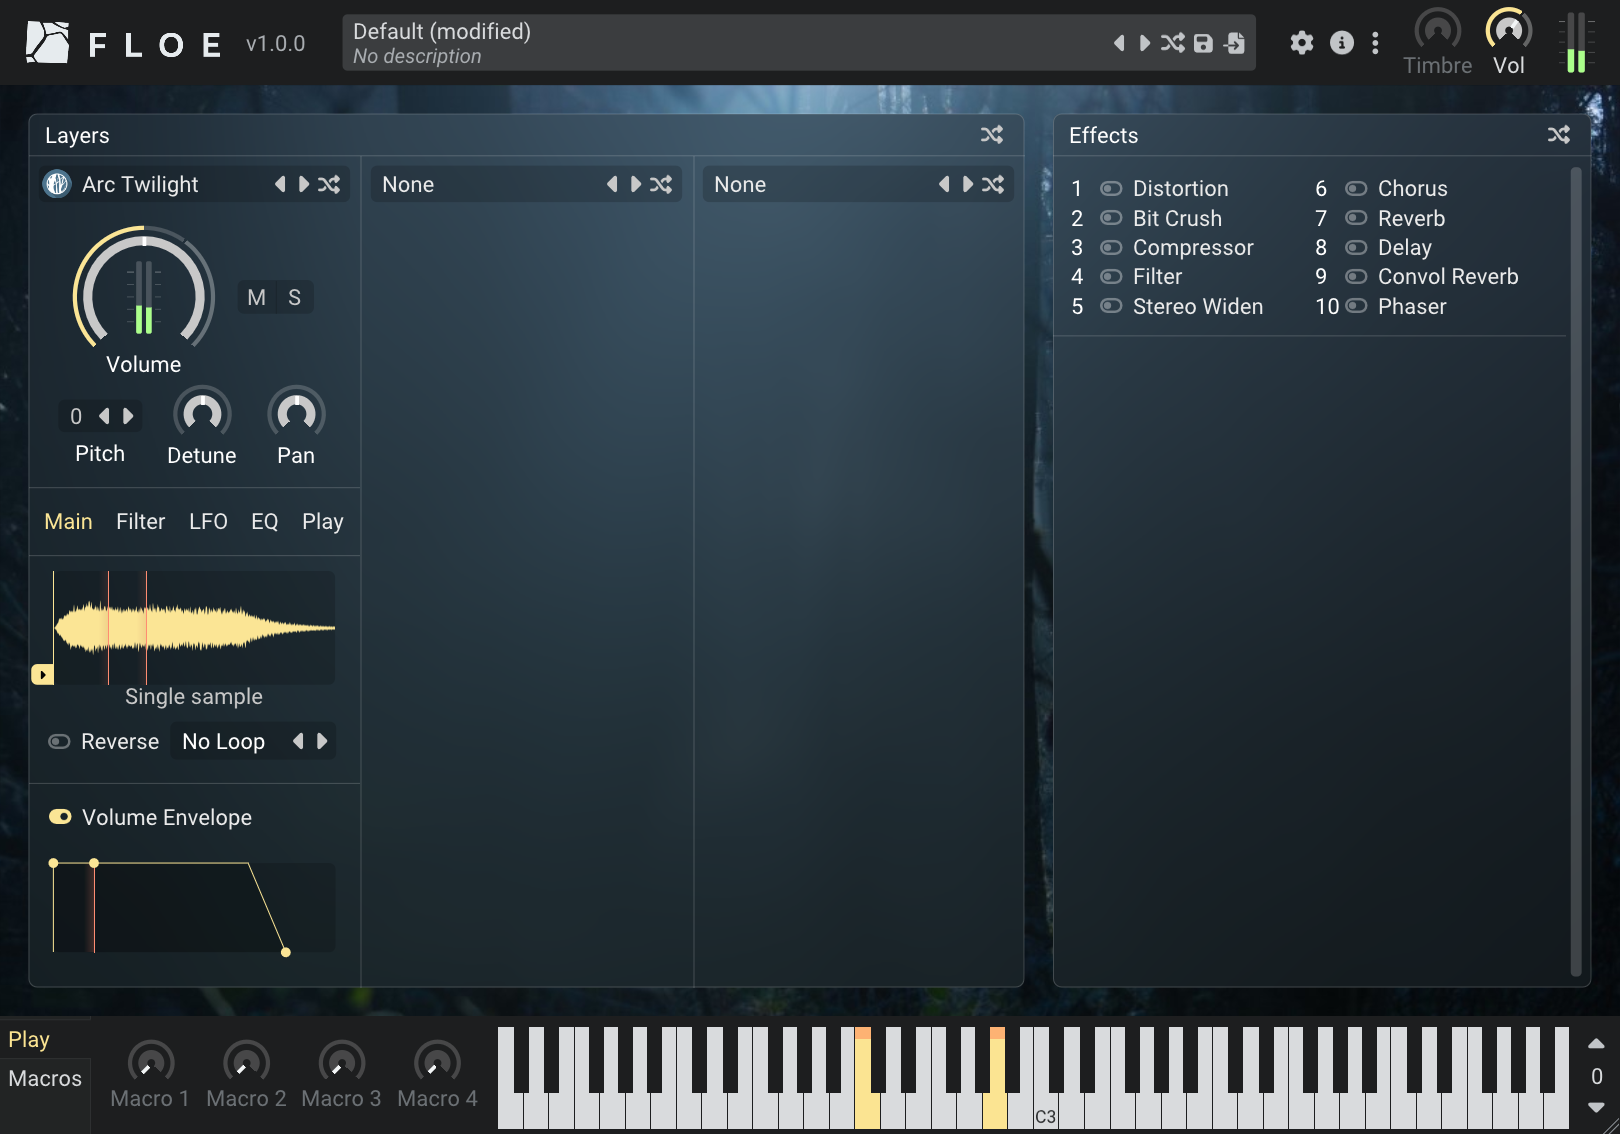 FLOE v1.0.0
Default (modified)
No description
Timbre
Vol
Layers
Arc Twilight
None
None
M S
Volume
0
Pitch
Detune
Pan
Main Filter LFO EQ Play
Single sample
Reverse No Loop
Volume Envelope
Effects
1 Distortion
2 Bit Crush
3 Compressor
4 Filter
5 Stereo Widen
6 Chorus
7 Reverb
8 Delay
9 Convol Reverb
10 Phaser
Play
Macros
Macro 1
Macro 2
Macro 3
Macro 4
C3
0